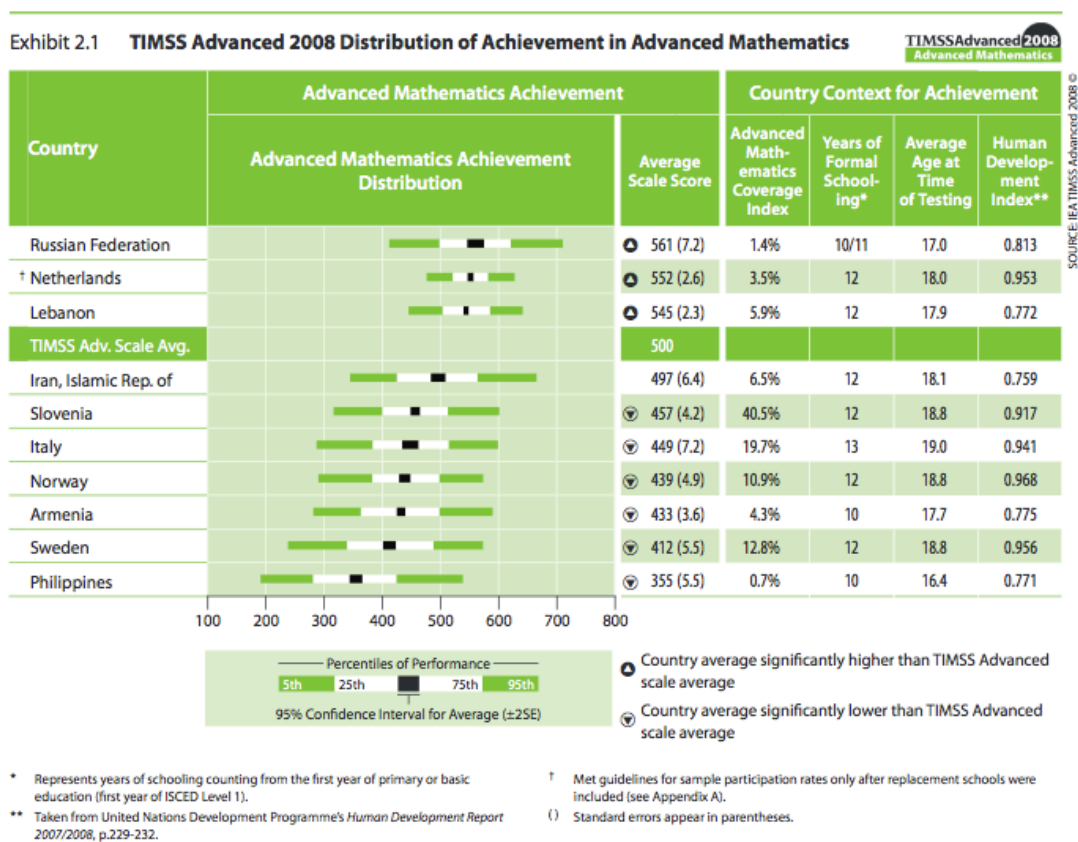 Exhibit 2.1 TIMSS Advanced 2008 Distribution of Achievement in Advanced Mathematics
TIMSSAdvanced2008
Advanced Mathematics
Country
Advanced Mathematics Achievement
Country Context for Achievement
Advanced Mathematics Achievement
Distribution
Average
Scale Score
Advanced
Math-
ematics
Coverage
Index
Years of
Formal
School-
ing*
Average
Age at
Time
of Testing
Human
Develop-
ment
Index**
Russian Federation 561 (7.2) 1.4% 10/11 17.0 0.813
† Netherlands 552 (2.6) 3.5% 12 18.0 0.953
Lebanon 545 (2.3) 5.9% 12 17.9 0.772
TIMSS Adv. Scale Avg. 500
Iran, Islamic Rep. of 497 (6.4) 6.5% 12 18.1 0.759
Slovenia 457 (4.2) 40.5% 12 18.8 0.917
Italy 449 (7.2) 19.7% 13 19.0 0.941
Norway 439 (4.9) 10.9% 12 18.8 0.968
Armenia 433 (3.6) 4.3% 10 17.7 0.775
Sweden 412 (5.5) 12.8% 12 18.8 0.956
Philippines 355 (5.5) 0.7% 10 16.4 0.771
100 200 300 400 500 600 700 800
Percentiles of Performance
5th 25th 75th 95th
95% Confidence Interval for Average (±2SE)
Country average significantly higher than TIMSS Advanced
scale average
Country average significantly lower than TIMSS Advanced
scale average
* Represents years of schooling counting from the first year of primary or basic
education (first year of ISCED Level 1).
** Taken from United Nations Development Programme's Human Development Report
2007/2008, p.229-232.
† Met guidelines for sample participation rates only after replacement schools were
included (see Appendix A).
() Standard errors appear in parentheses.
SOURCE: IEA TIMSS Advanced 2008 ©